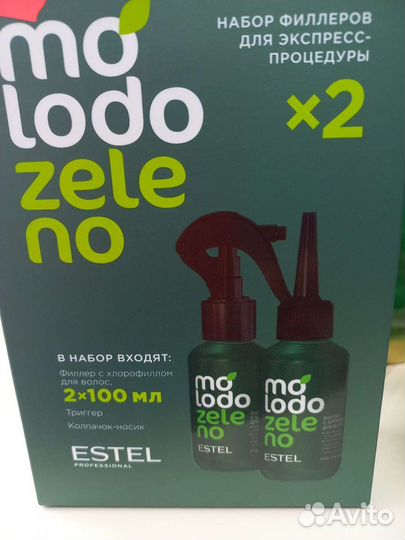 mo
lodo
zele
no
НАБОР ФИЛЛЕРОВ
ДЛЯ ЭКСПРЕСС-
ПРОЦЕДУРЫ
×2
В НАБОР ВХОДЯТ:
Филлер с хлорофиллом
для волос,
2×100 мл
Триггер
Колпачок-носик
ESTEL
PROFESSIONAL
mo
lodo
zele
no
ESTEL
mo
lodo
zele
no
ESTEL
Avito